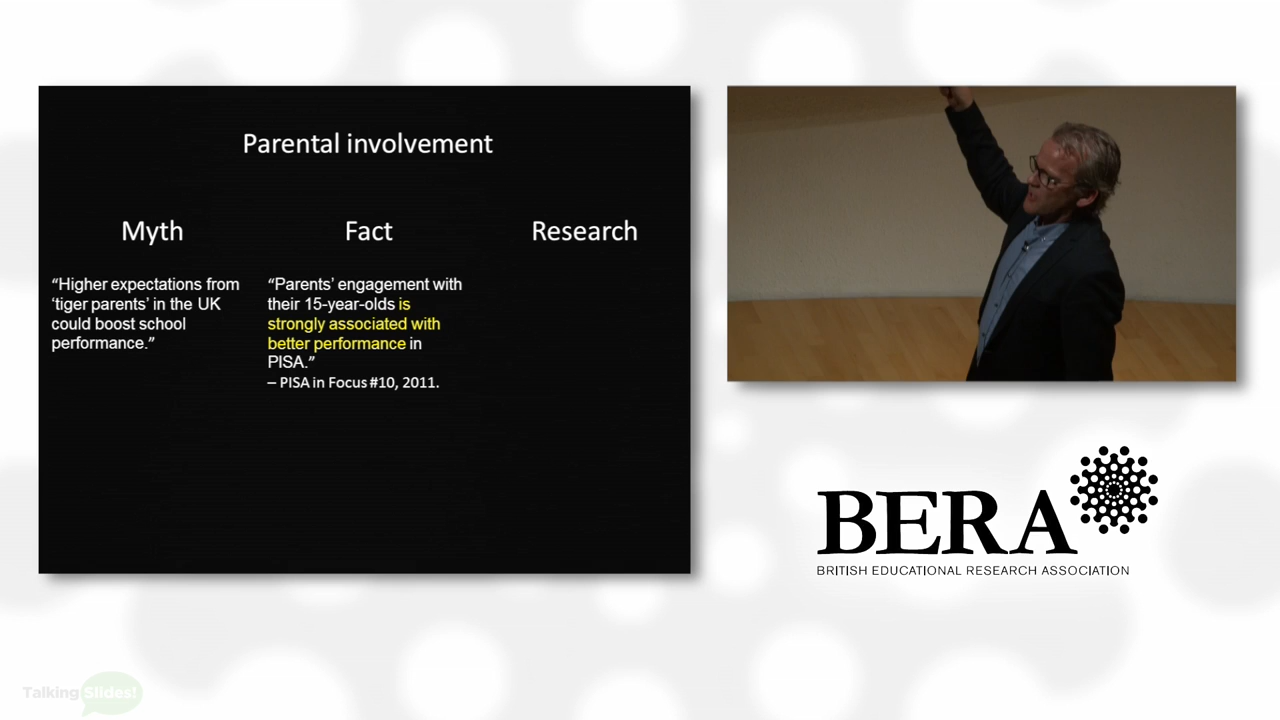 Parental involvement
Myth
Fact
Research
“Higher expectations from
‘tiger parents’ in the UK
could boost school
performance.”
“Parents’ engagement with
their 15-year-olds is
strongly associated with
better performance in
PISA.”
– PISA in Focus #10, 2011.
BERA
BRITISH EDUCATIONAL RESEARCH ASSOCIATION
Talking Slides!